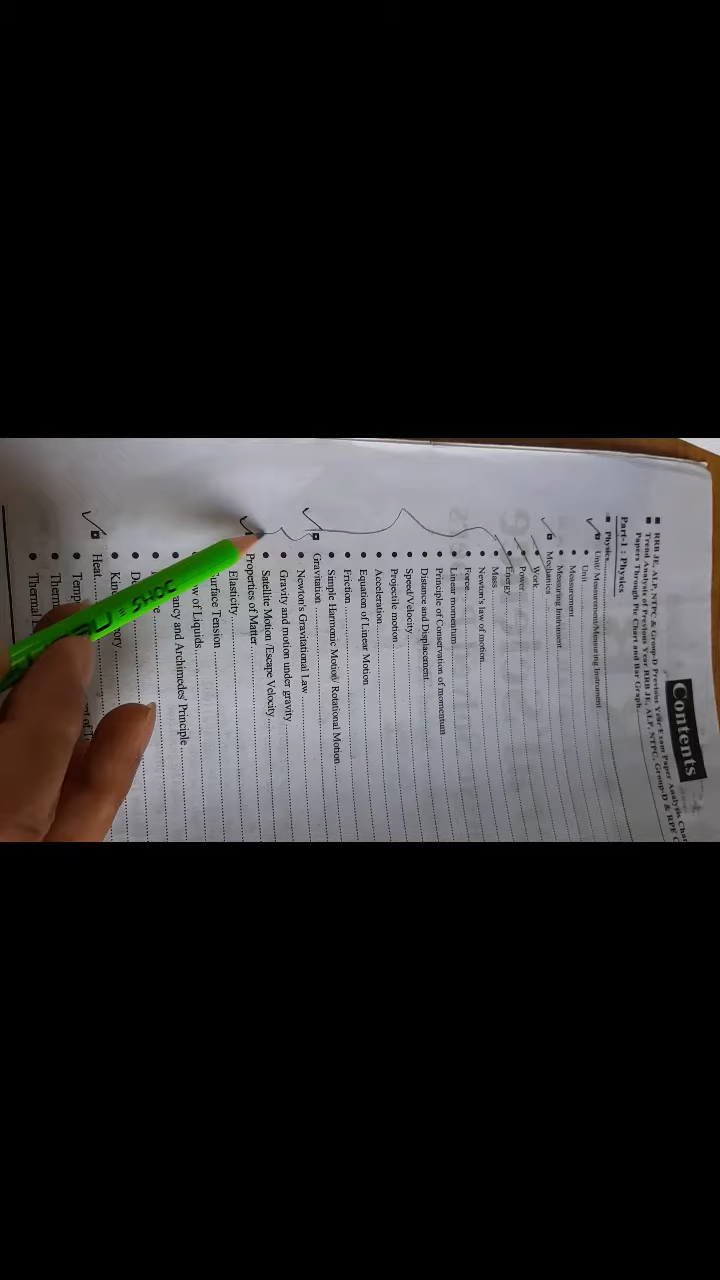 Contents
RRB JE, ALP, NTPC & Group-D Previous Year Exam Paper Analysis Char
Trend Analysis of Previous Year RRB JE, ALP, NTPC, Group-D & RPF C
Papers Through Pie Chart and Bar Graph
Part-1 : Physics
Physics
Unit/ Measurement/Measuring Instrument
Unit
Measurement
Measuring Instrument
Mechanics
Work
Power
Energy
Mass
Newton's law of motion
Force
Linear momentum
Principle of Conservation of momentum
Distance and Displacement
Speed/Velocity
Projectile motion
Acceleration
Equation of Linear Motion
Friction
Simple Harmonic Motion/ Rotational Motion
Gravitation
Newton's Gravitational Law
Gravity and motion under gravity
Satellite Motion /Escape Velocity
Properties of Matter
Elasticity
Surface Tension
ow of Liquids
ancy and Archimedes' Principle
Heat